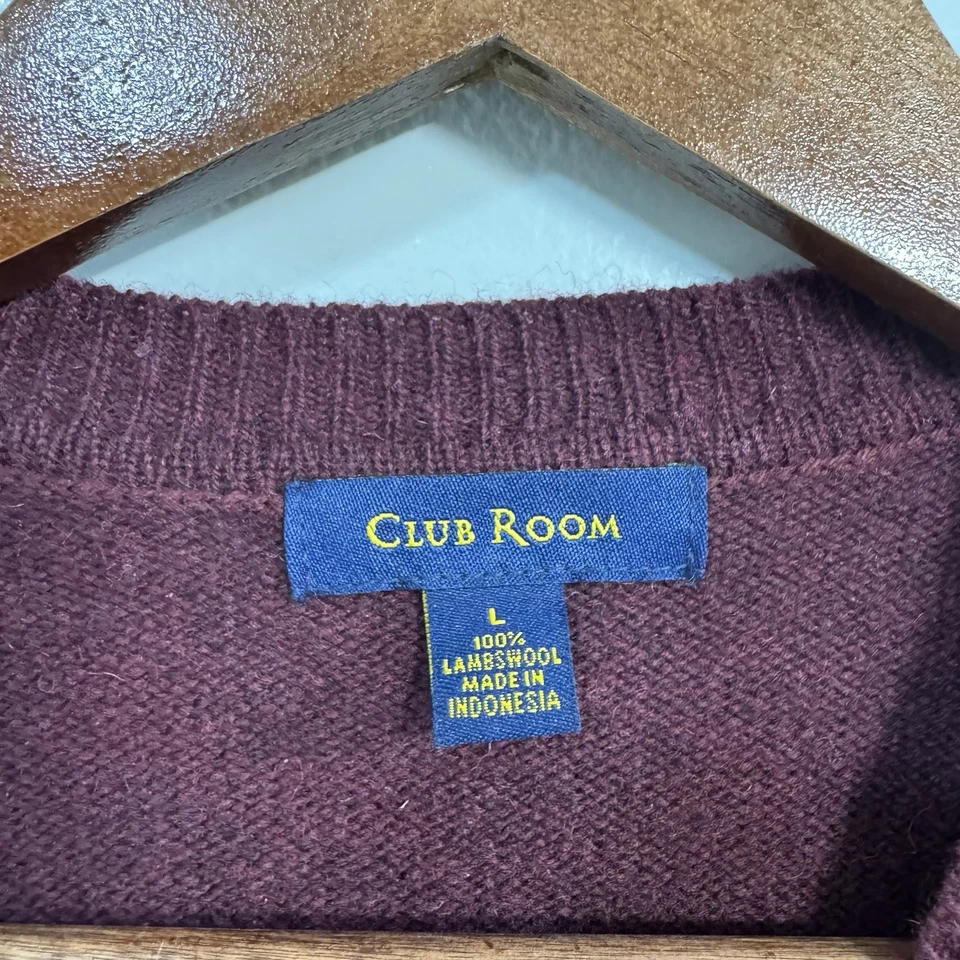 CLUB ROOM
L
100%
LAMBSWOOL
MADE IN
INDONESIA